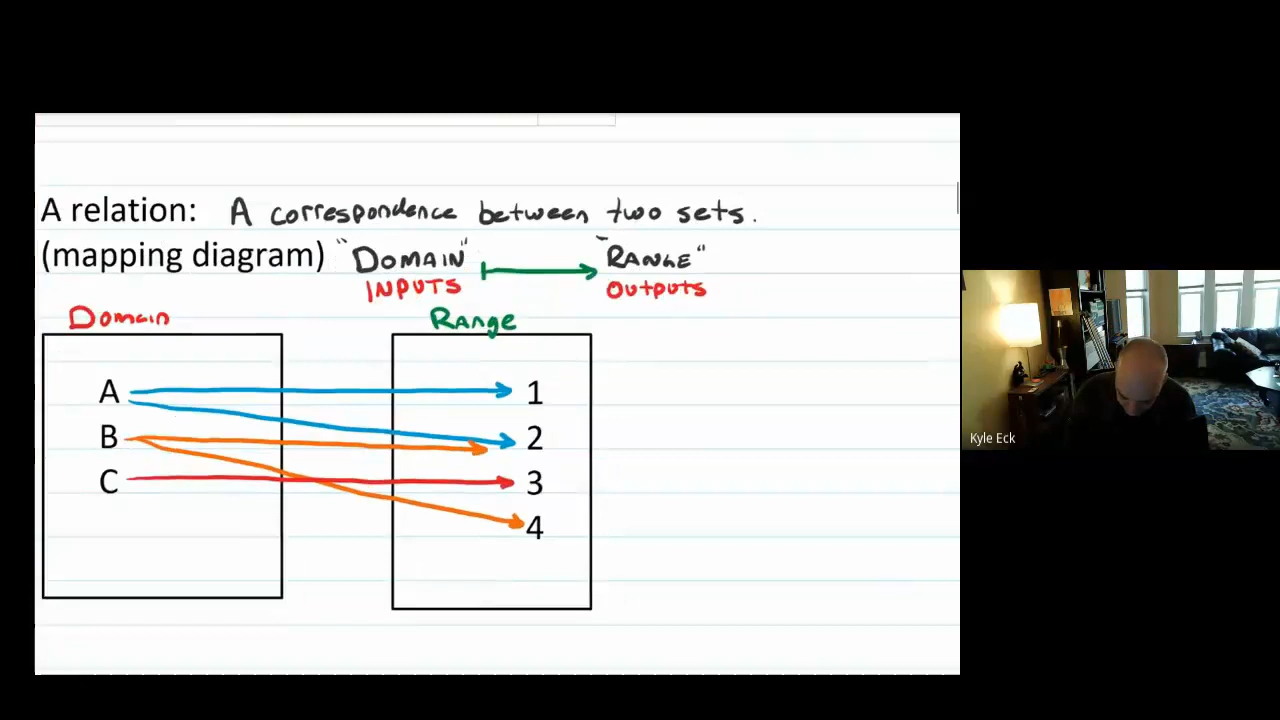 A relation: A correspondence between two sets.
(mapping diagram) "DOMAIN" "RANGE"
INPUTS OUTPUTS
Domain Range
A 1
B 2
C 3
4
Kyle Eck